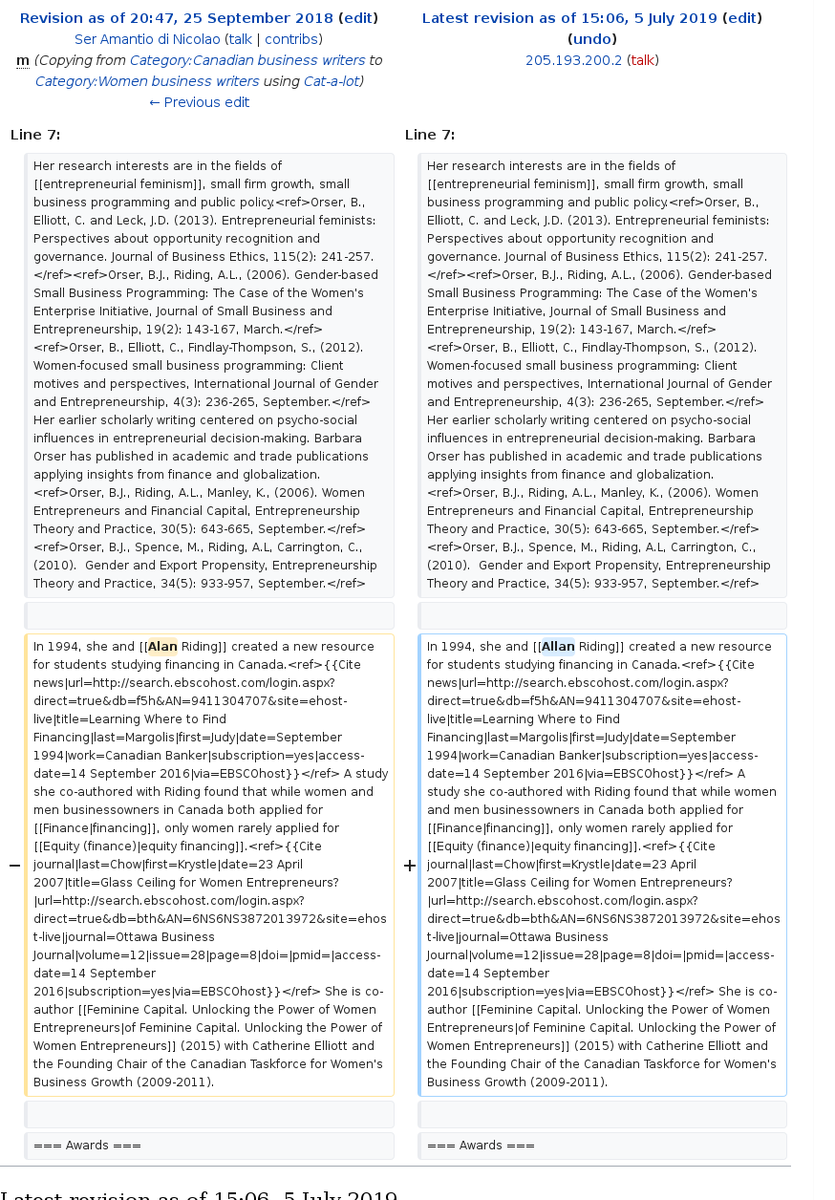 Revision as of 20:47, 25 September 2018 (edit)
Ser Amantio di Nicolao (talk | contribs)
m (Copying from Category:Canadian business writers to
Category:Women business writers using Cat-a-lot)
← Previous edit
Latest revision as of 15:06, 5 July 2019 (edit)
(undo)
205.193.200.2 (talk)
Line 7:
Her research interests are in the fields of
[[entrepreneurial feminism]], small firm growth, small
business programming and public policy.<ref>Orser, B.,
Elliott, C. and Leck, J.D. (2013). Entrepreneurial feminists:
Perspectives about opportunity recognition and
governance. Journal of Business Ethics, 115(2): 241-257.
</ref><ref>Orser, B.J., Riding, A.L., (2006). Gender-based
Small Business Programming: The Case of the Women's
Enterprise Initiative, Journal of Small Business and
Entrepreneurship, 19(2): 143-167, March.</ref>
<ref>Orser, B., Elliott, C., Findlay-Thompson, S., (2012).
Women-focused small business programming: Client
motives and perspectives, International Journal of Gender
and Entrepreneurship, 4(3): 236-265, September.</ref>
Her earlier scholarly writing centered on psycho-social
influences in entrepreneurial decision-making. Barbara
Orser has published in academic and trade publications
applying insights from finance and globalization.
<ref>Orser, B.J., Riding, A.L., Manley, K., (2006). Women
Entrepreneurs and Financial Capital, Entrepreneurship
Theory and Practice, 30(5): 643-665, September.</ref>
<ref>Orser, B.J., Spence, M., Riding, A.L, Carrington, C.,
(2010).  Gender and Export Propensity, Entrepreneurship
Theory and Practice, 34(5): 933-957, September.</ref>
Line 7:
Her research interests are in the fields of
[[entrepreneurial feminism]], small firm growth, small
business programming and public policy.<ref>Orser, B.,
Elliott, C. and Leck, J.D. (2013). Entrepreneurial feminists:
Perspectives about opportunity recognition and
governance. Journal of Business Ethics, 115(2): 241-257.
</ref><ref>Orser, B.J., Riding, A.L., (2006). Gender-based
Small Business Programming: The Case of the Women's
Enterprise Initiative, Journal of Small Business and
Entrepreneurship, 19(2): 143-167, March.</ref>
<ref>Orser, B., Elliott, C., Findlay-Thompson, S., (2012).
Women-focused small business programming: Client
motives and perspectives, International Journal of Gender
and Entrepreneurship, 4(3): 236-265, September.</ref>
Her earlier scholarly writing centered on psycho-social
influences in entrepreneurial decision-making. Barbara
Orser has published in academic and trade publications
applying insights from finance and globalization.
<ref>Orser, B.J., Riding, A.L., Manley, K., (2006). Women
Entrepreneurs and Financial Capital, Entrepreneurship
Theory and Practice, 30(5): 643-665, September.</ref>
<ref>Orser, B.J., Spence, M., Riding, A.L, Carrington, C.,
(2010).  Gender and Export Propensity, Entrepreneurship
Theory and Practice, 34(5): 933-957, September.</ref>
−
In 1994, she and [[Alan Riding]] created a new resource
for students studying financing in Canada.<ref>{{Cite
news|url=http://search.ebscohost.com/login.aspx?
direct=true&db=f5h&AN=9411304707&site=ehost-
live|title=Learning Where to Find
Financing|last=Margolis|first=Judy|date=September
1994|work=Canadian Banker|subscription=yes|access-
date=14 September 2016|via=EBSCOhost}}</ref> A study
she co-authored with Riding found that while women and
men businessowners in Canada both applied for
[[Finance|financing]], only women rarely applied for
[[Equity (finance)|equity financing]].<ref>{{Cite
journal|last=Chow|first=Krystle|date=23 April
2007|title=Glass Ceiling for Women Entrepreneurs?
|url=http://search.ebscohost.com/login.aspx?
direct=true&db=bth&AN=6NS6NS3872013972&site=ehos
t-live|journal=Ottawa Business
Journal|volume=12|issue=28|page=8|doi=|pmid=|access-
date=14 September
2016|subscription=yes|via=EBSCOhost}}</ref> She is co-
author [[Feminine Capital. Unlocking the Power of Women
Entrepreneurs|of Feminine Capital. Unlocking the Power of
Women Entrepreneurs]] (2015) with Catherine Elliott and
the Founding Chair of the Canadian Taskforce for Women's
Business Growth (2009-2011).
+
In 1994, she and [[Allan Riding]] created a new resource
for students studying financing in Canada.<ref>{{Cite
news|url=http://search.ebscohost.com/login.aspx?
direct=true&db=f5h&AN=9411304707&site=ehost-
live|title=Learning Where to Find
Financing|last=Margolis|first=Judy|date=September
1994|work=Canadian Banker|subscription=yes|access-
date=14 September 2016|via=EBSCOhost}}</ref> A
study she co-authored with Riding found that while women
and men businessowners in Canada both applied for
[[Finance|financing]], only women rarely applied for
[[Equity (finance)|equity financing]].<ref>{{Cite
journal|last=Chow|first=Krystle|date=23 April
2007|title=Glass Ceiling for Women Entrepreneurs?
|url=http://search.ebscohost.com/login.aspx?
direct=true&db=bth&AN=6NS6NS3872013972&site=ehos
t-live|journal=Ottawa Business
Journal|volume=12|issue=28|page=8|doi=|pmid=|access-
date=14 September
2016|subscription=yes|via=EBSCOhost}}</ref> She is co-
author [[Feminine Capital. Unlocking the Power of Women
Entrepreneurs|of Feminine Capital. Unlocking the Power of
Women Entrepreneurs]] (2015) with Catherine Elliott and
the Founding Chair of the Canadian Taskforce for Women's
Business Growth (2009-2011).
=== Awards ===
=== Awards ===
Latest revision as of 15:06, 5 July 2019